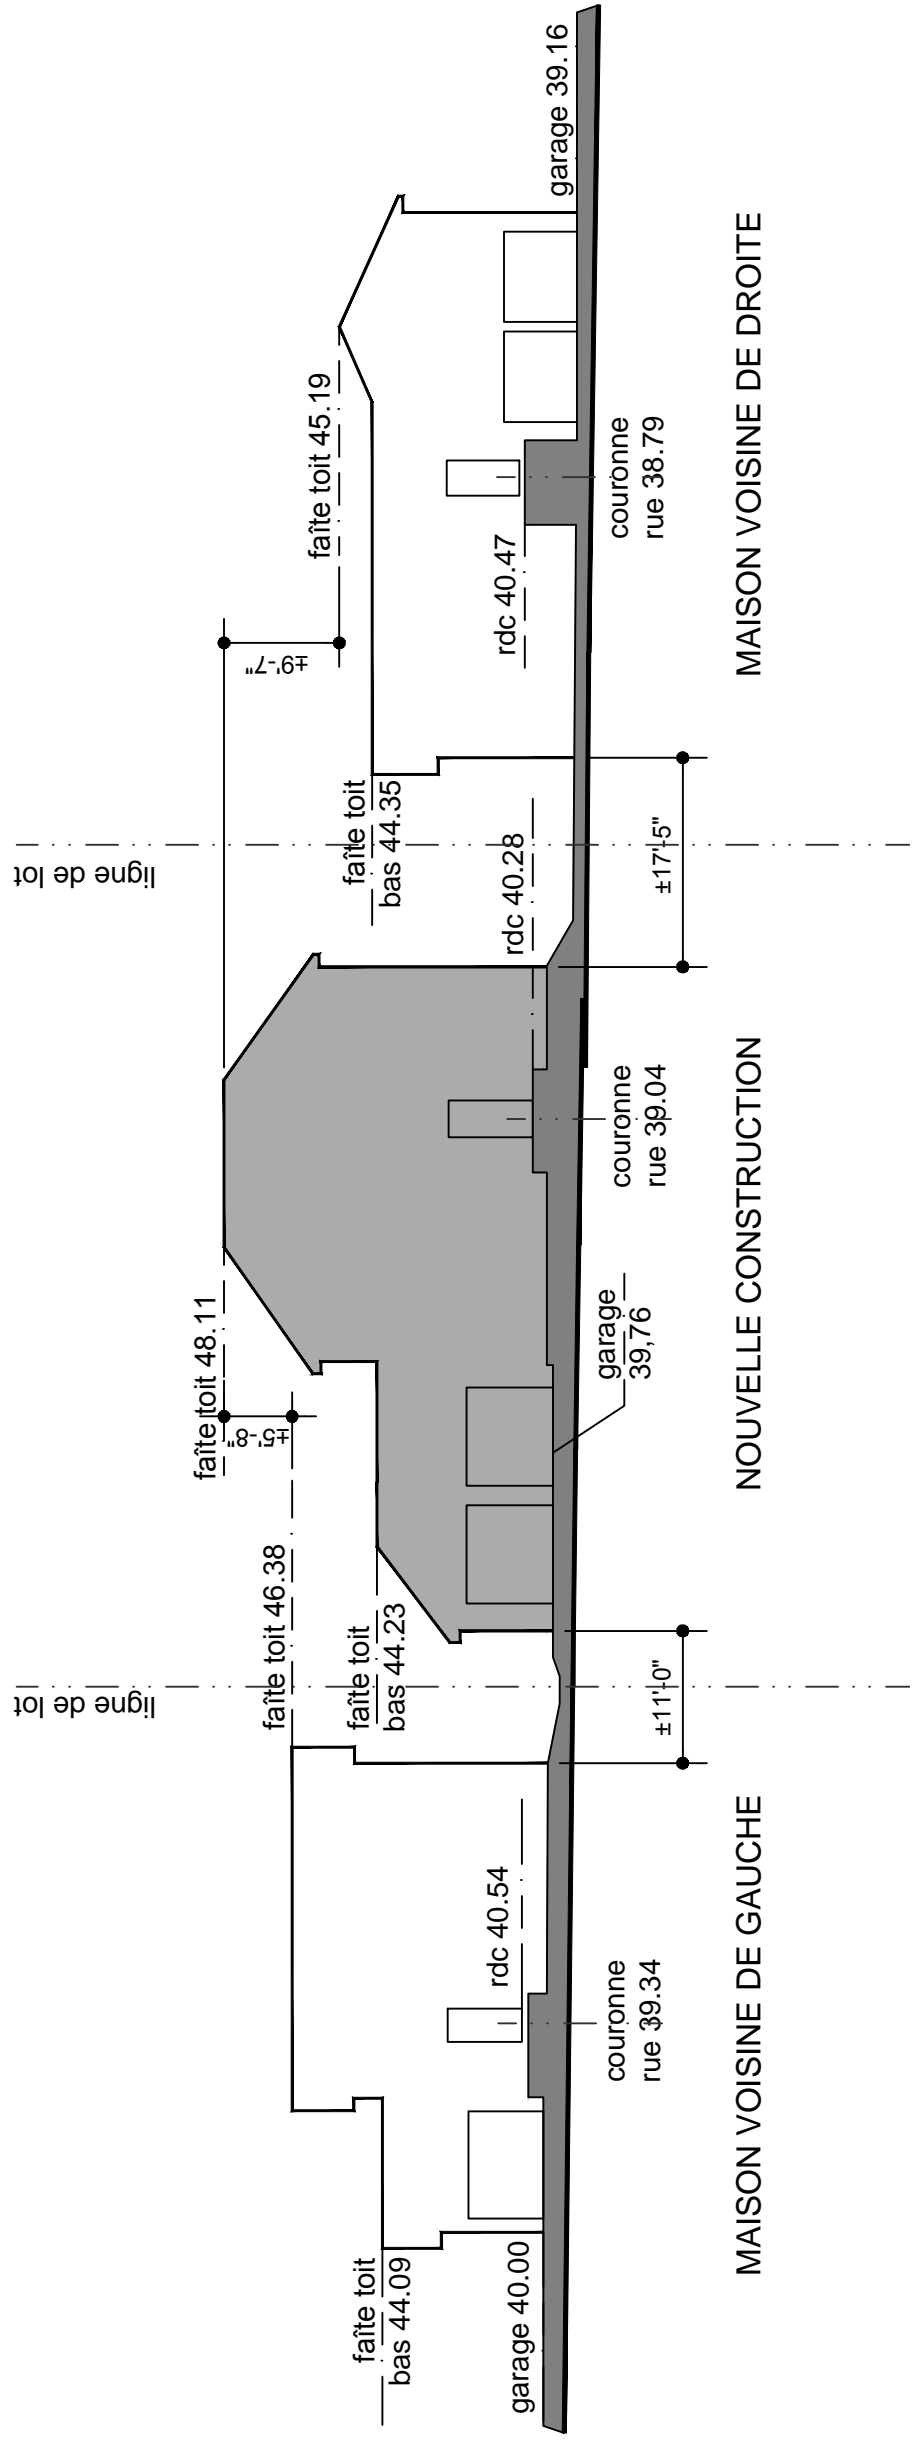 ligne de lot
ligne de lot
faîte toit
bas 44.09
garage 40.00
rdc 40.54
couronne
rue 39.34
MAISON VOISINE DE GAUCHE
faîte toit 46.38
±11'-0"
faîte toit
bas 44.23
faîte toit 48.11
±5'-8"
garage
39,76
couronne
rue 39.04
NOUVELLE CONSTRUCTION
rdc 40.28
±17'-5"
faîte toit
bas 44.35
±9'-7"
faîte toit 45.19
rdc 40.47
couronne
rue 38.79
garage 39.16
MAISON VOISINE DE DROITE